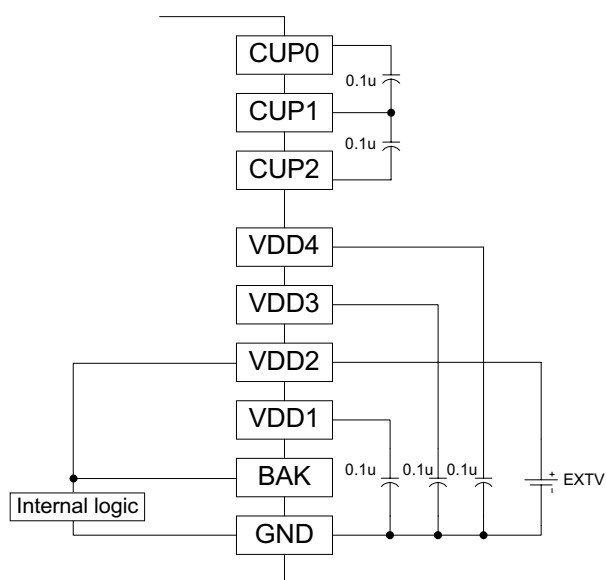 CUP0
0.1u
CUP1
0.1u
CUP2
VDD4
VDD3
VDD2
VDD1
BAK
0.1u 0.1u 0.1u
+
EXTV
-
Internal logic
GND